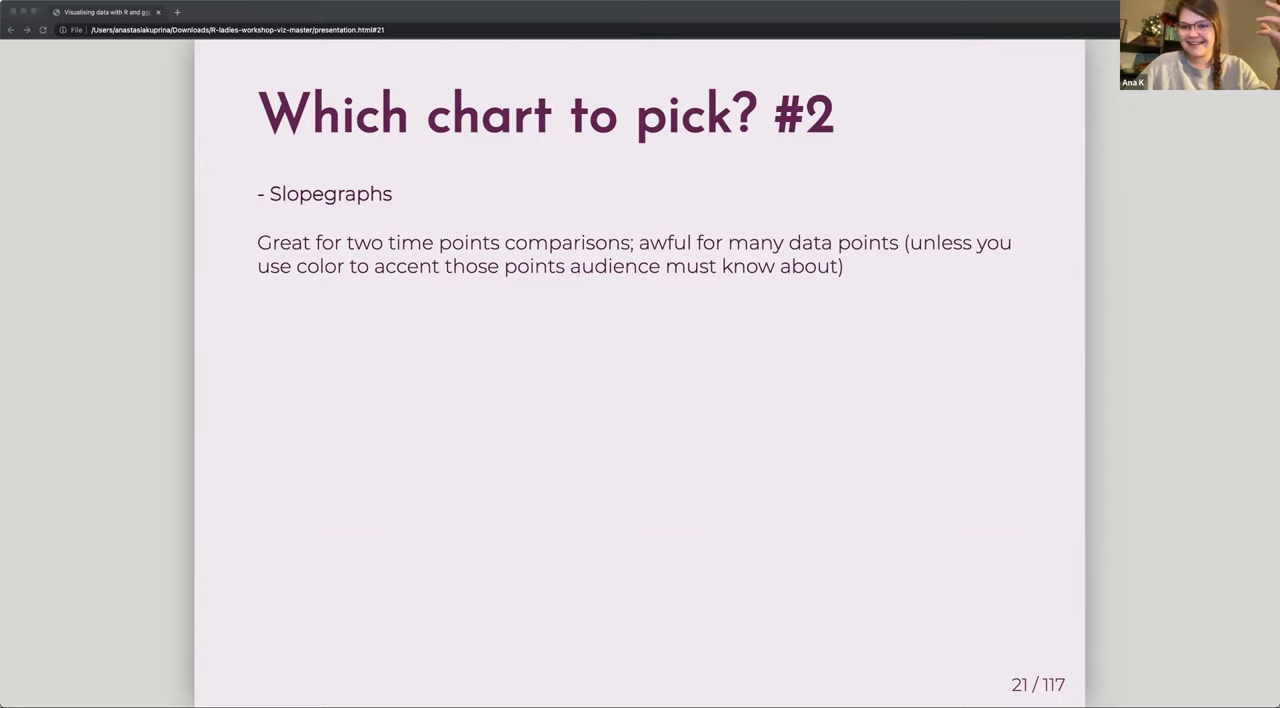 Visualising data with R and gg
File
/Users/anastasiakuprina/Downloads/R-ladies-workshop-viz-master/presentation.html#21
Ana K
Which chart to pick? #2
- Slopegraphs
Great for two time points comparisons; awful for many data points (unless you
use color to accent those points audience must know about)
21 / 117